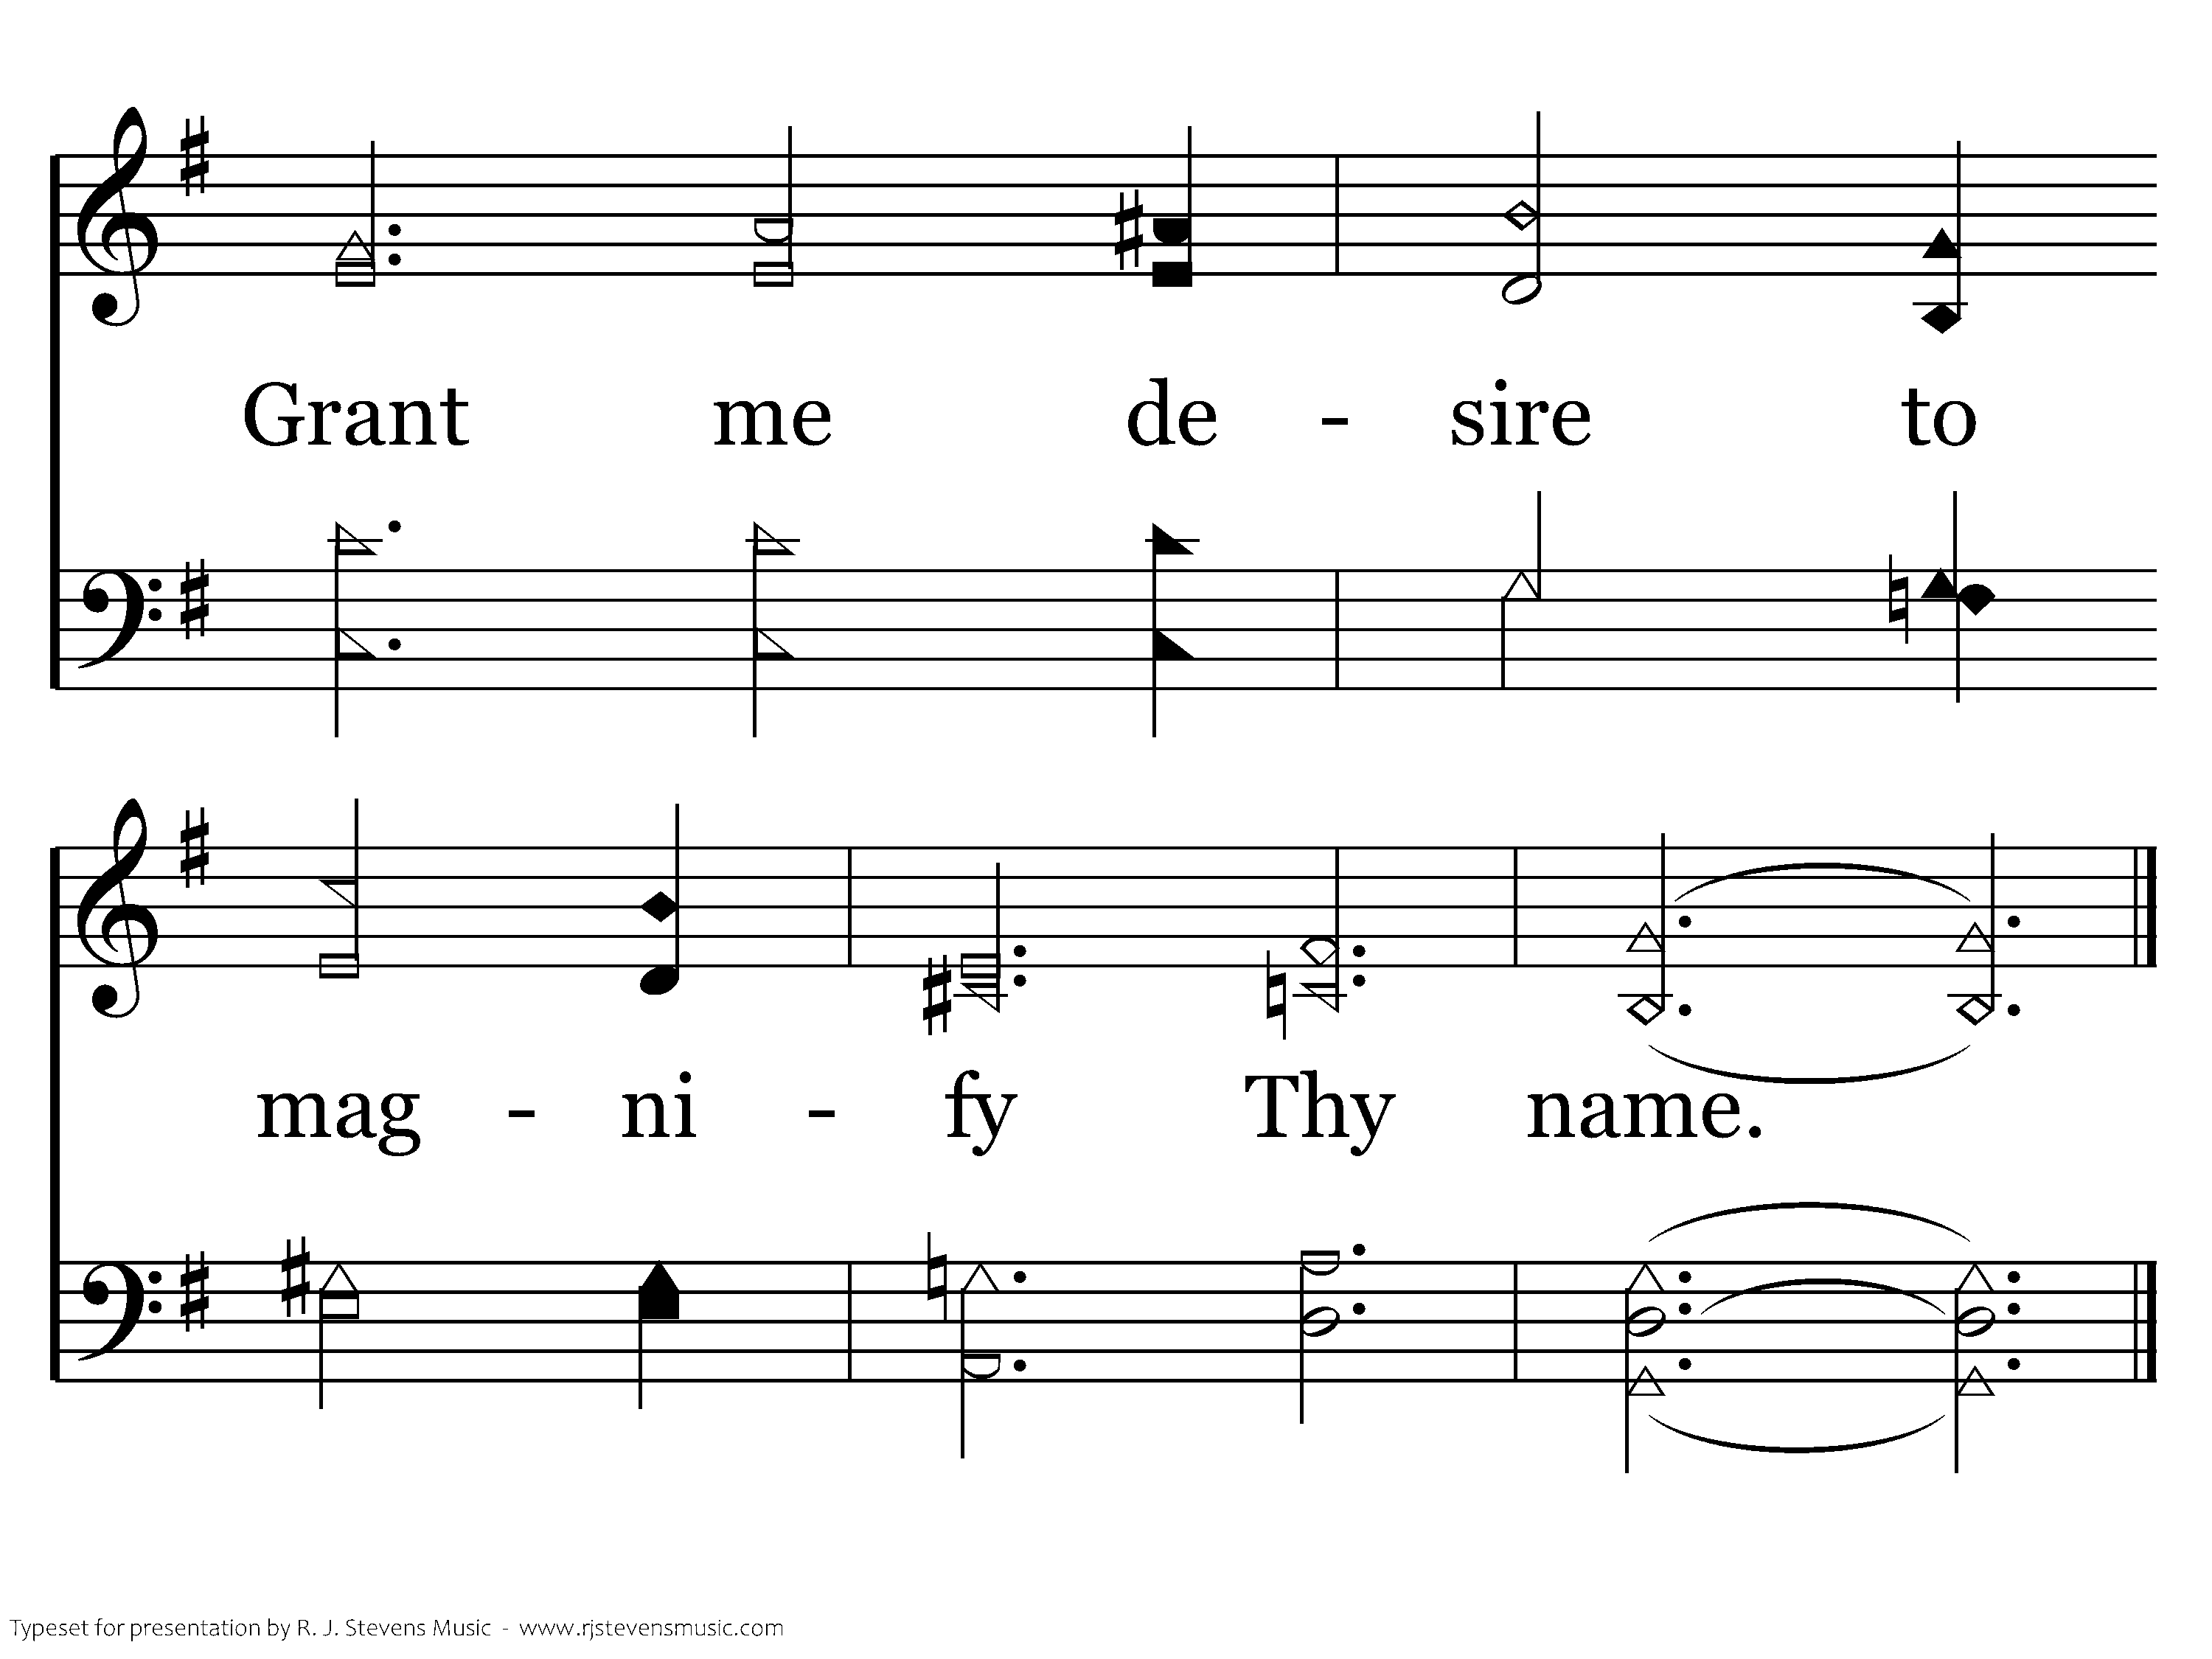 Grant me de - sire to
mag - ni - fy Thy name.
Typeset for presentation by R. J. Stevens Music - www.rjstevensmusic.com